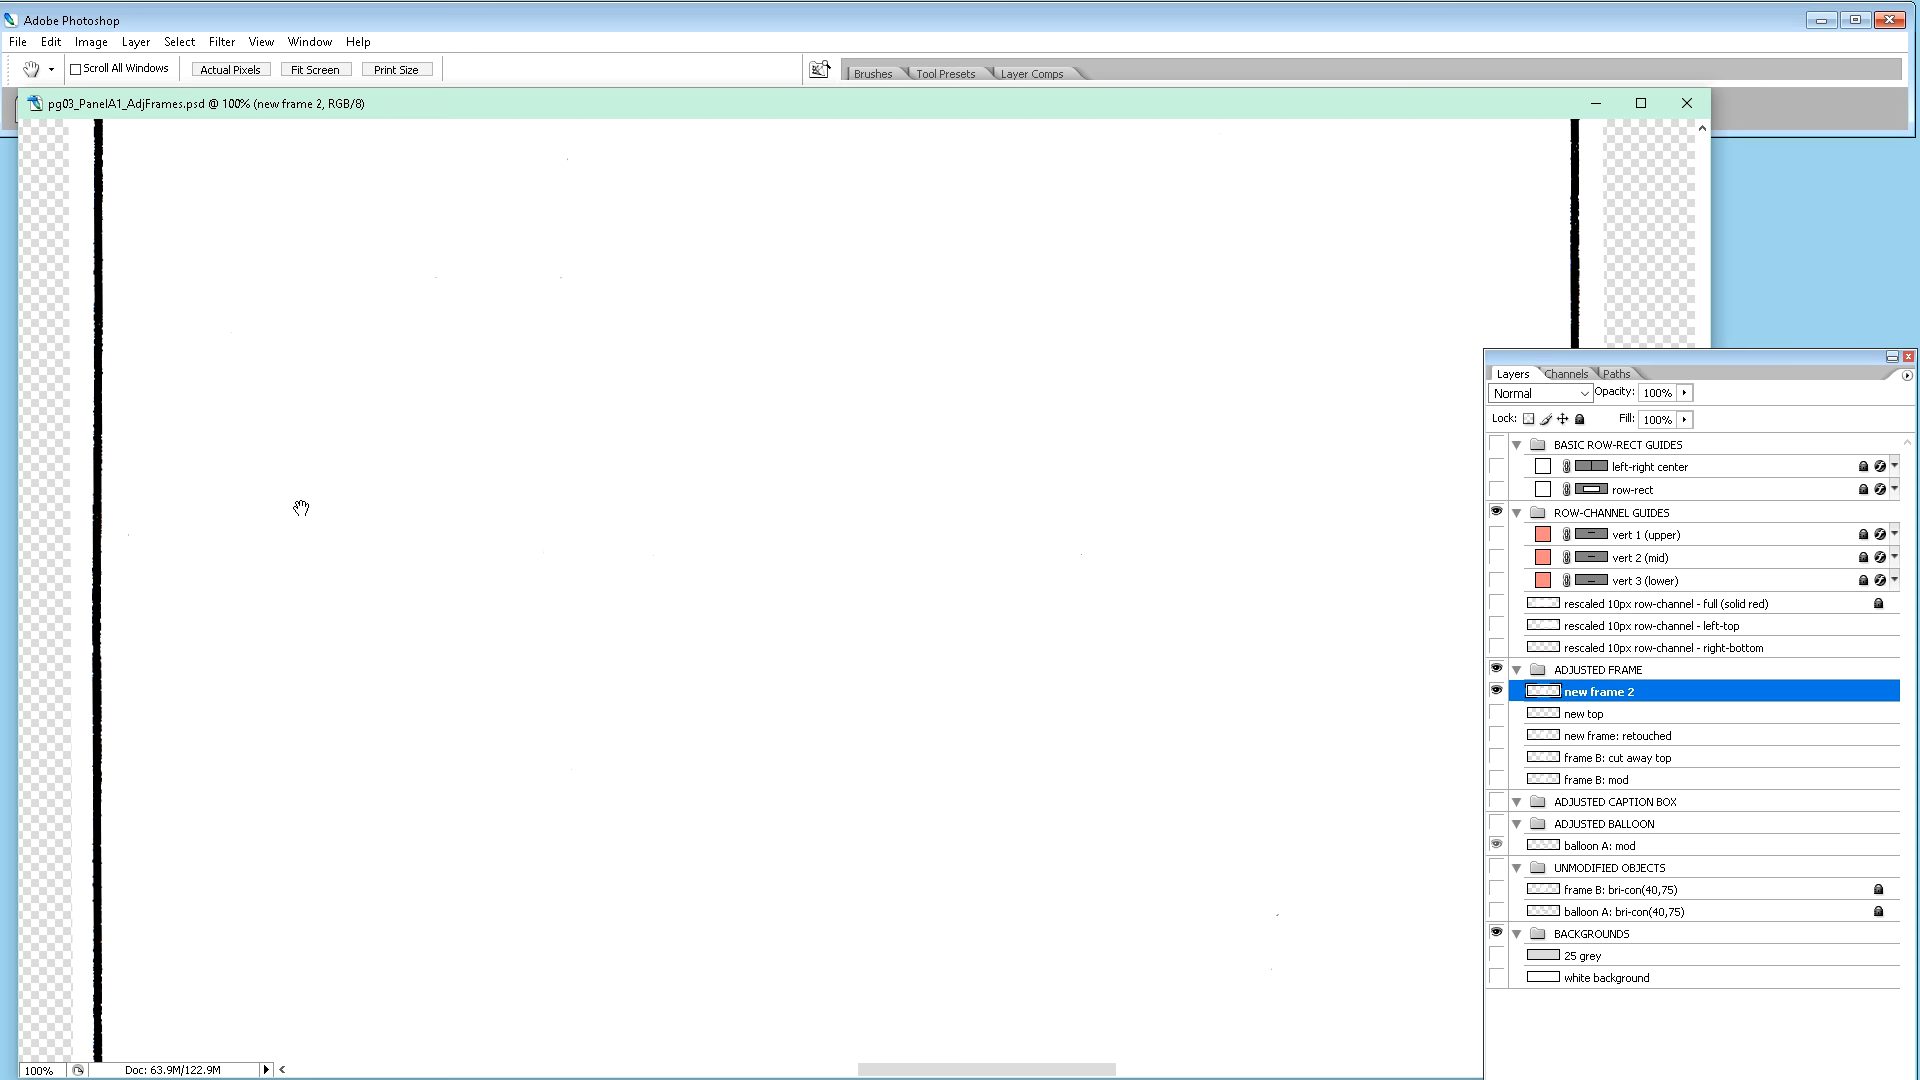 Adobe Photoshop
File Edit Image Layer Select Filter View Window Help
Scroll All Windows Actual Pixels Fit Screen Print Size Brushes Tool Presets Layer Comps
pg03_PanelA1_AdjFrames.psd @ 100% (new frame 2, RGB/8)
Layers Channels Paths
Normal Opacity: 100%
Lock: Fill: 100%
BASIC ROW-RECT GUIDES
left-right center
row-rect
ROW-CHANNEL GUIDES
vert 1 (upper)
vert 2 (mid)
vert 3 (lower)
rescaled 10px row-channel - full (solid red)
rescaled 10px row-channel - left-top
rescaled 10px row-channel - right-bottom
ADJUSTED FRAME
new frame 2
new top
new frame: retouched
frame B: cut away top
frame B: mod
ADJUSTED CAPTION BOX
ADJUSTED BALLOON
balloon A: mod
UNMODIFIED OBJECTS
frame B: bri-con(40,75)
balloon A: bri-con(40,75)
BACKGROUNDS
25 grey
white background
100% Doc: 63.9M/122.9M